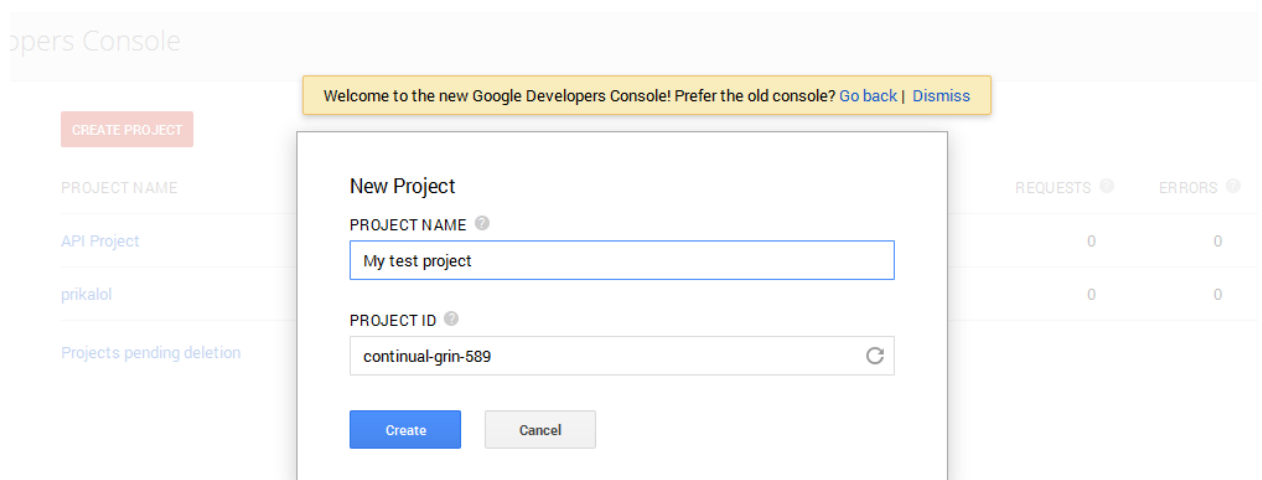 opers Console
Welcome to the new Google Developers Console! Prefer the old console? Go back | Dismiss
CREATE PROJECT
PROJECT NAME
REQUESTS ?
ERRORS ?
API Project
0
0
prikalol
0
0
Projects pending deletion
New Project
PROJECT NAME ?
My test project
PROJECT ID ?
continual-grin-589
Create
Cancel